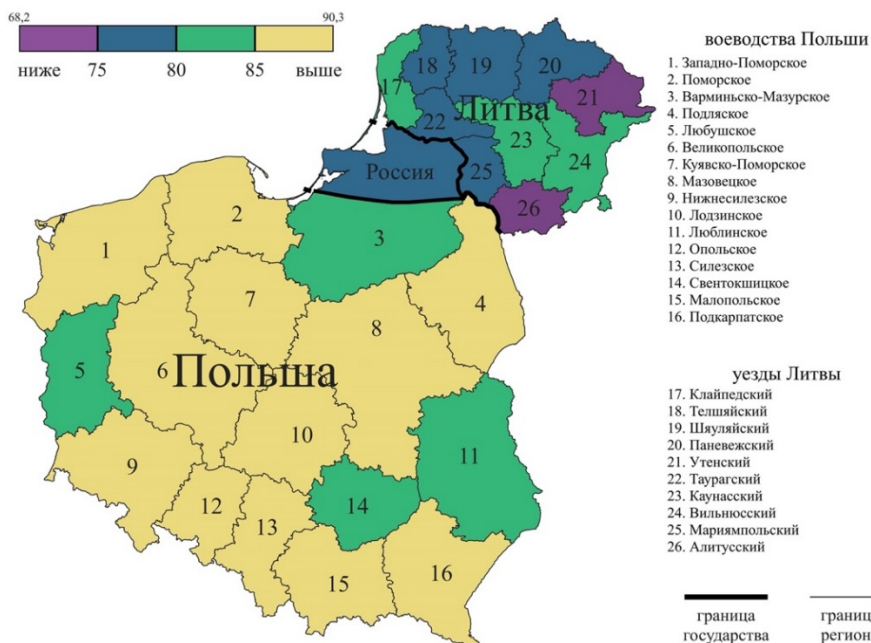 68,2 90,3
ниже 75 80 85 выше
воеводства Польши
1. Западно-Поморское
2. Поморское
3. Варминьско-Мазурское
4. Подляское
5. Любушское
6. Великопольское
7. Куявско-Поморское
8. Мазовецкое
9. Нижнесилезское
10. Лодзинское
11. Люблинское
12. Опольское
13. Силезское
14. Свентокшицкое
15. Малопольское
16. Подкарпатское
уезды Литвы
17. Клайпедский
18. Телшяйский
19. Шяуляйский
20. Паневежский
21. Утенский
22. Таурагский
23. Каунасский
24. Вильнюсский
25. Мариямпольский
26. Алитусский
граница
государства
границ
регион
18 19 20
17 21
Литва
22 23
24
Россия 25
26
2
1 3
7 4
8
5 6 Польша
10
9 11
12 14
13
15 16